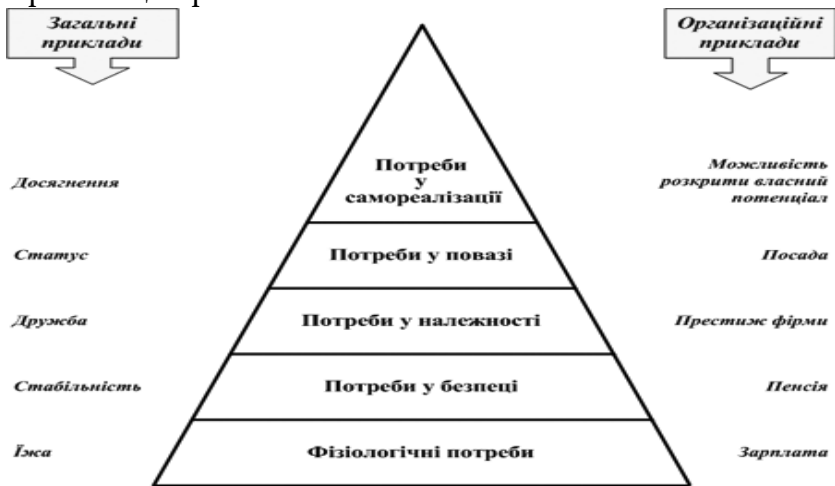 Загальні
приклади
Організаційні
приклади
Потреби
у
самореалізації
Досягнення
Можливість
розкрити власний
потенціал
Статус
Потреби у повазі
Посада
Дружба
Потреби у належності
Престиж фірми
Стабільність
Потреби у безпеці
Пенсія
Їжа
Фізіологічні потреби
Зарплата